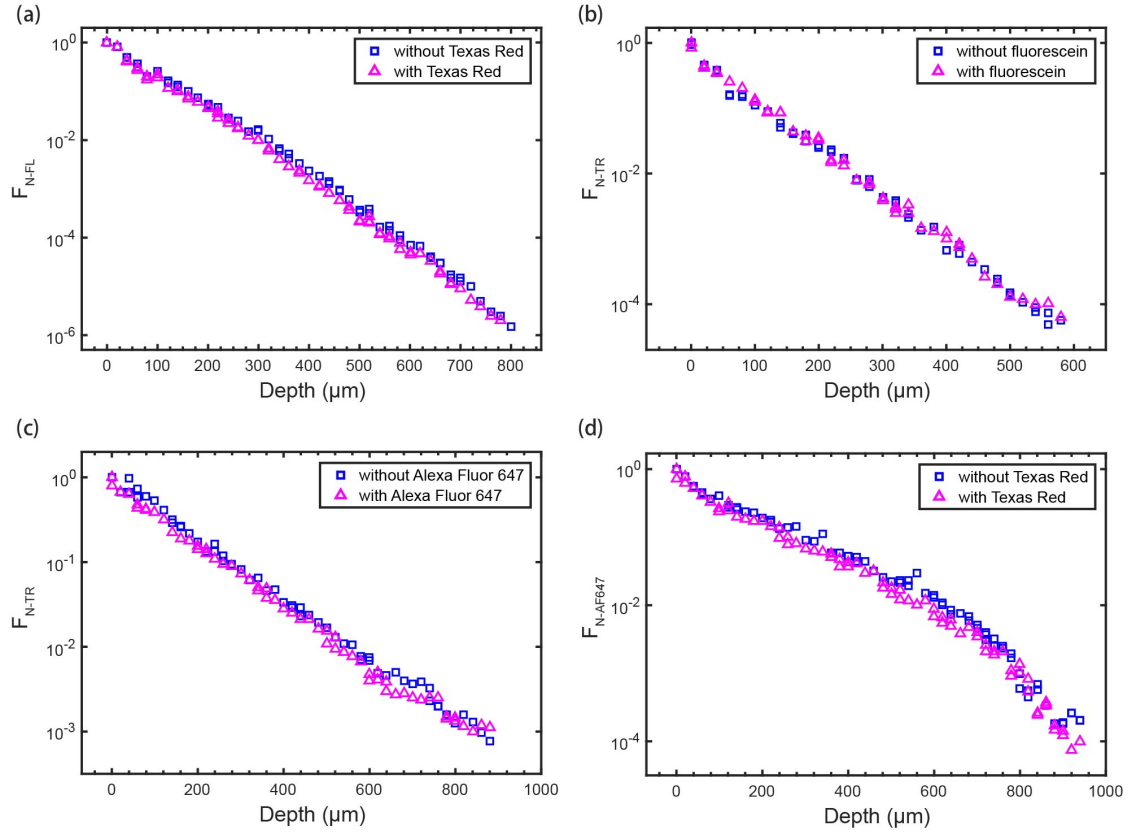 (a)
10^0
10^-2
10^-4
10^-6
F_N-FL
without Texas Red
with Texas Red
0 100 200 300 400 500 600 700 800
Depth (μm)
(b)
10^0
10^-2
10^-4
F_N-TR
without fluorescein
with fluorescein
0 100 200 300 400 500 600
Depth (μm)
(c)
10^0
10^-1
10^-2
10^-3
F_N-TR
without Alexa Fluor 647
with Alexa Fluor 647
0 200 400 600 800 1000
Depth (μm)
(d)
10^0
10^-2
10^-4
F_N-AF647
without Texas Red
with Texas Red
0 200 400 600 800 1000
Depth (μm)